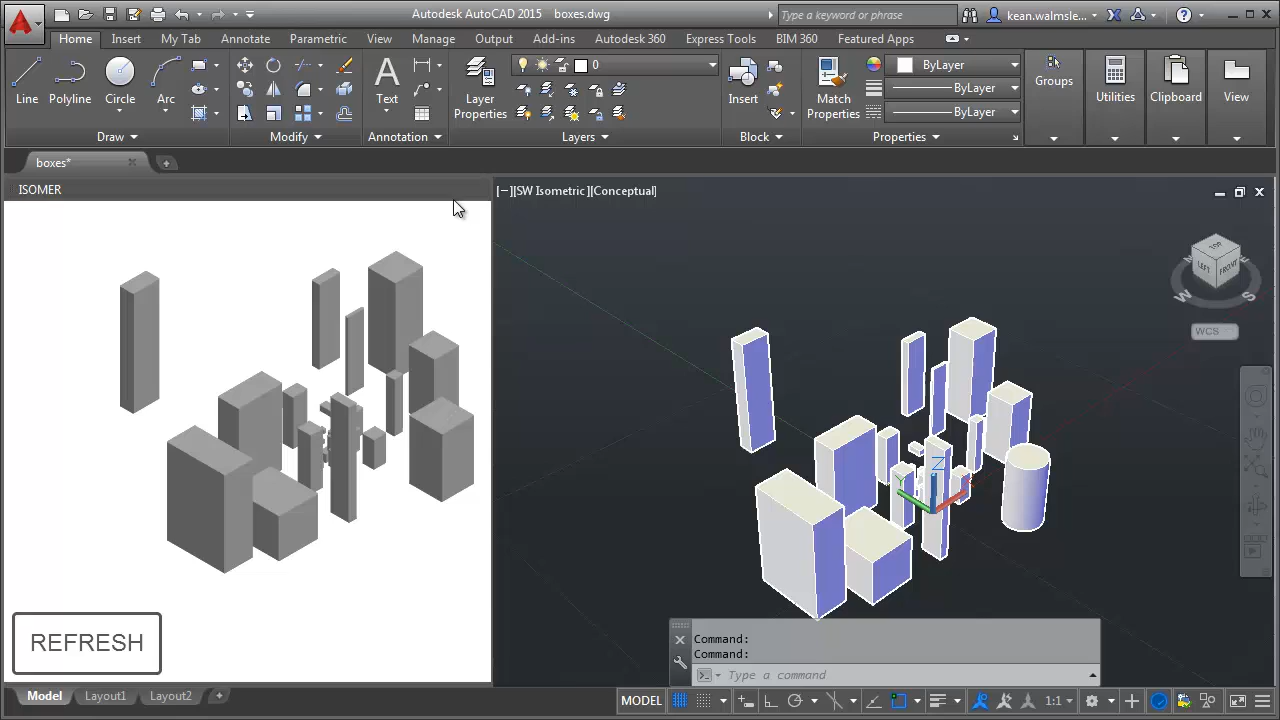 Autodesk AutoCAD 2015 boxes.dwg
Type a keyword or phrase
kean.walmsle...
Home Insert My Tab Annotate Parametric View Manage Output Add-ins Autodesk 360 Express Tools BIM 360 Featured Apps
Line Polyline Circle Arc
Text
Layer Properties
0
Insert
Match Properties
ByLayer
ByLayer
ByLayer
Groups
Utilities
Clipboard
View
Draw Modify Annotation Layers Block Properties
boxes*
ISOMER
[−][SW Isometric][Conceptual]
TOP
LEFT FRONT
W S
WCS
Z
Y
REFRESH
Command:
Command:
Type a command
Model Layout1 Layout2
MODEL
1:1